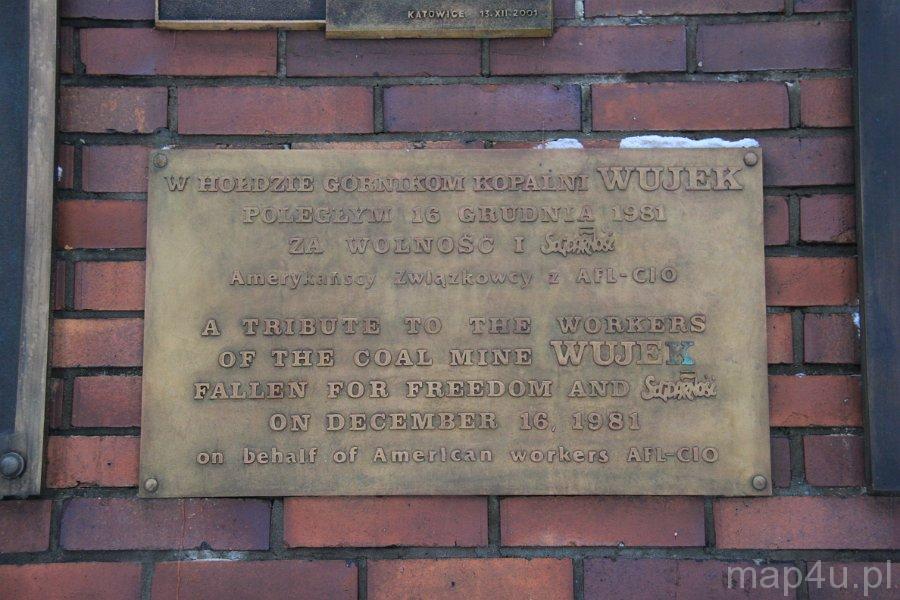 KATOWICE 13.XII.2001
W HOŁDZIE GÓRNIKOM KOPALNI WUJEK
POLEGŁYM 16 GRUDNIA 1981
ZA WOLNOŚĆ I Solidarność
Amerykańscy Związkowcy z AFL-CIO
A TRIBUTE TO THE WORKERS
OF THE COAL MINE WUJEK
FALLEN FOR FREEDOM AND Solidarność
ON DECEMBER 16, 1981
on behalf of American workers AFL-CIO
map4u.pl